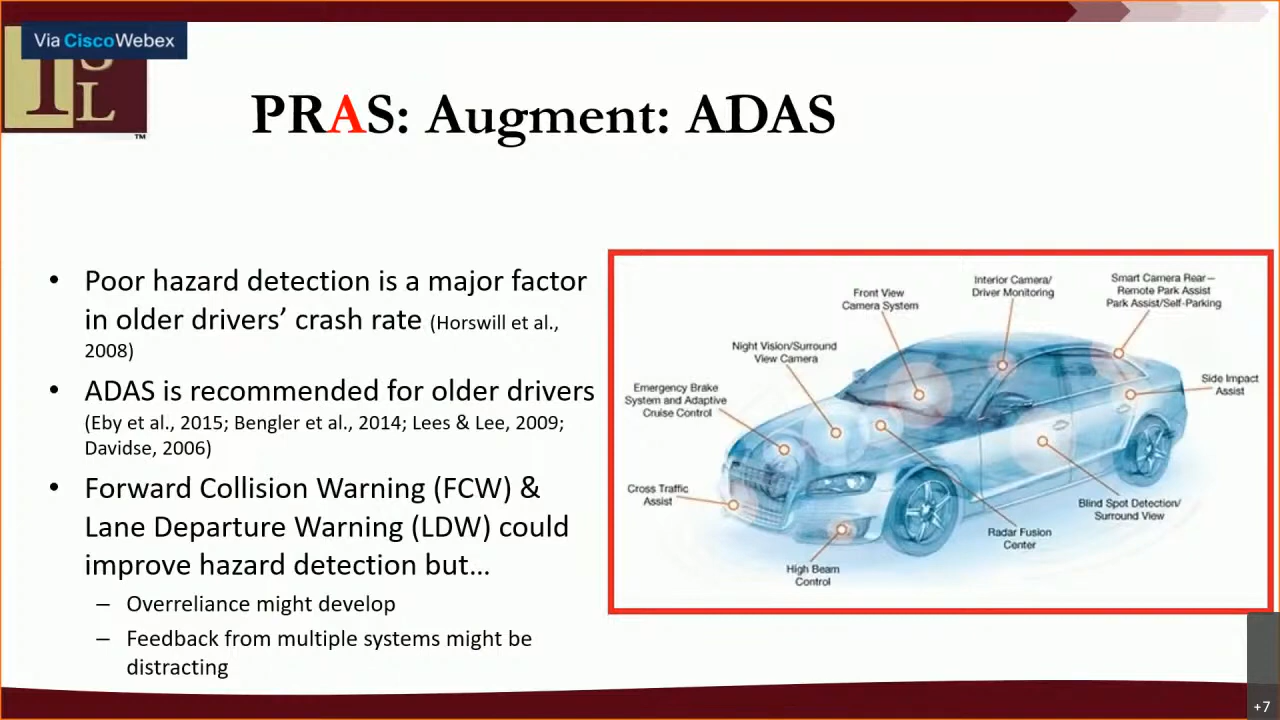 Via CiscoWebex
I S
L
™
PRAS: Augment: ADAS
• Poor hazard detection is a major factor
in older drivers’ crash rate (Horswill et al.,
2008)
• ADAS is recommended for older drivers
(Eby et al., 2015; Bengler et al., 2014; Lees & Lee, 2009;
Davidse, 2006)
• Forward Collision Warning (FCW) &
Lane Departure Warning (LDW) could
improve hazard detection but…
– Overreliance might develop
– Feedback from multiple systems might be
distracting
Interior Camera/
Driver Monitoring
Smart Camera Rear—
Remote Park Assist
Park Assist/Self-Parking
Front View
Camera System
Night Vision/Surround
View Camera
Emergency Brake
System and Adaptive
Cruise Control
Side Impact
Assist
Cross Traffic
Assist
Blind Spot Detection/
Surround View
Radar Fusion
Center
High Beam
Control
+7